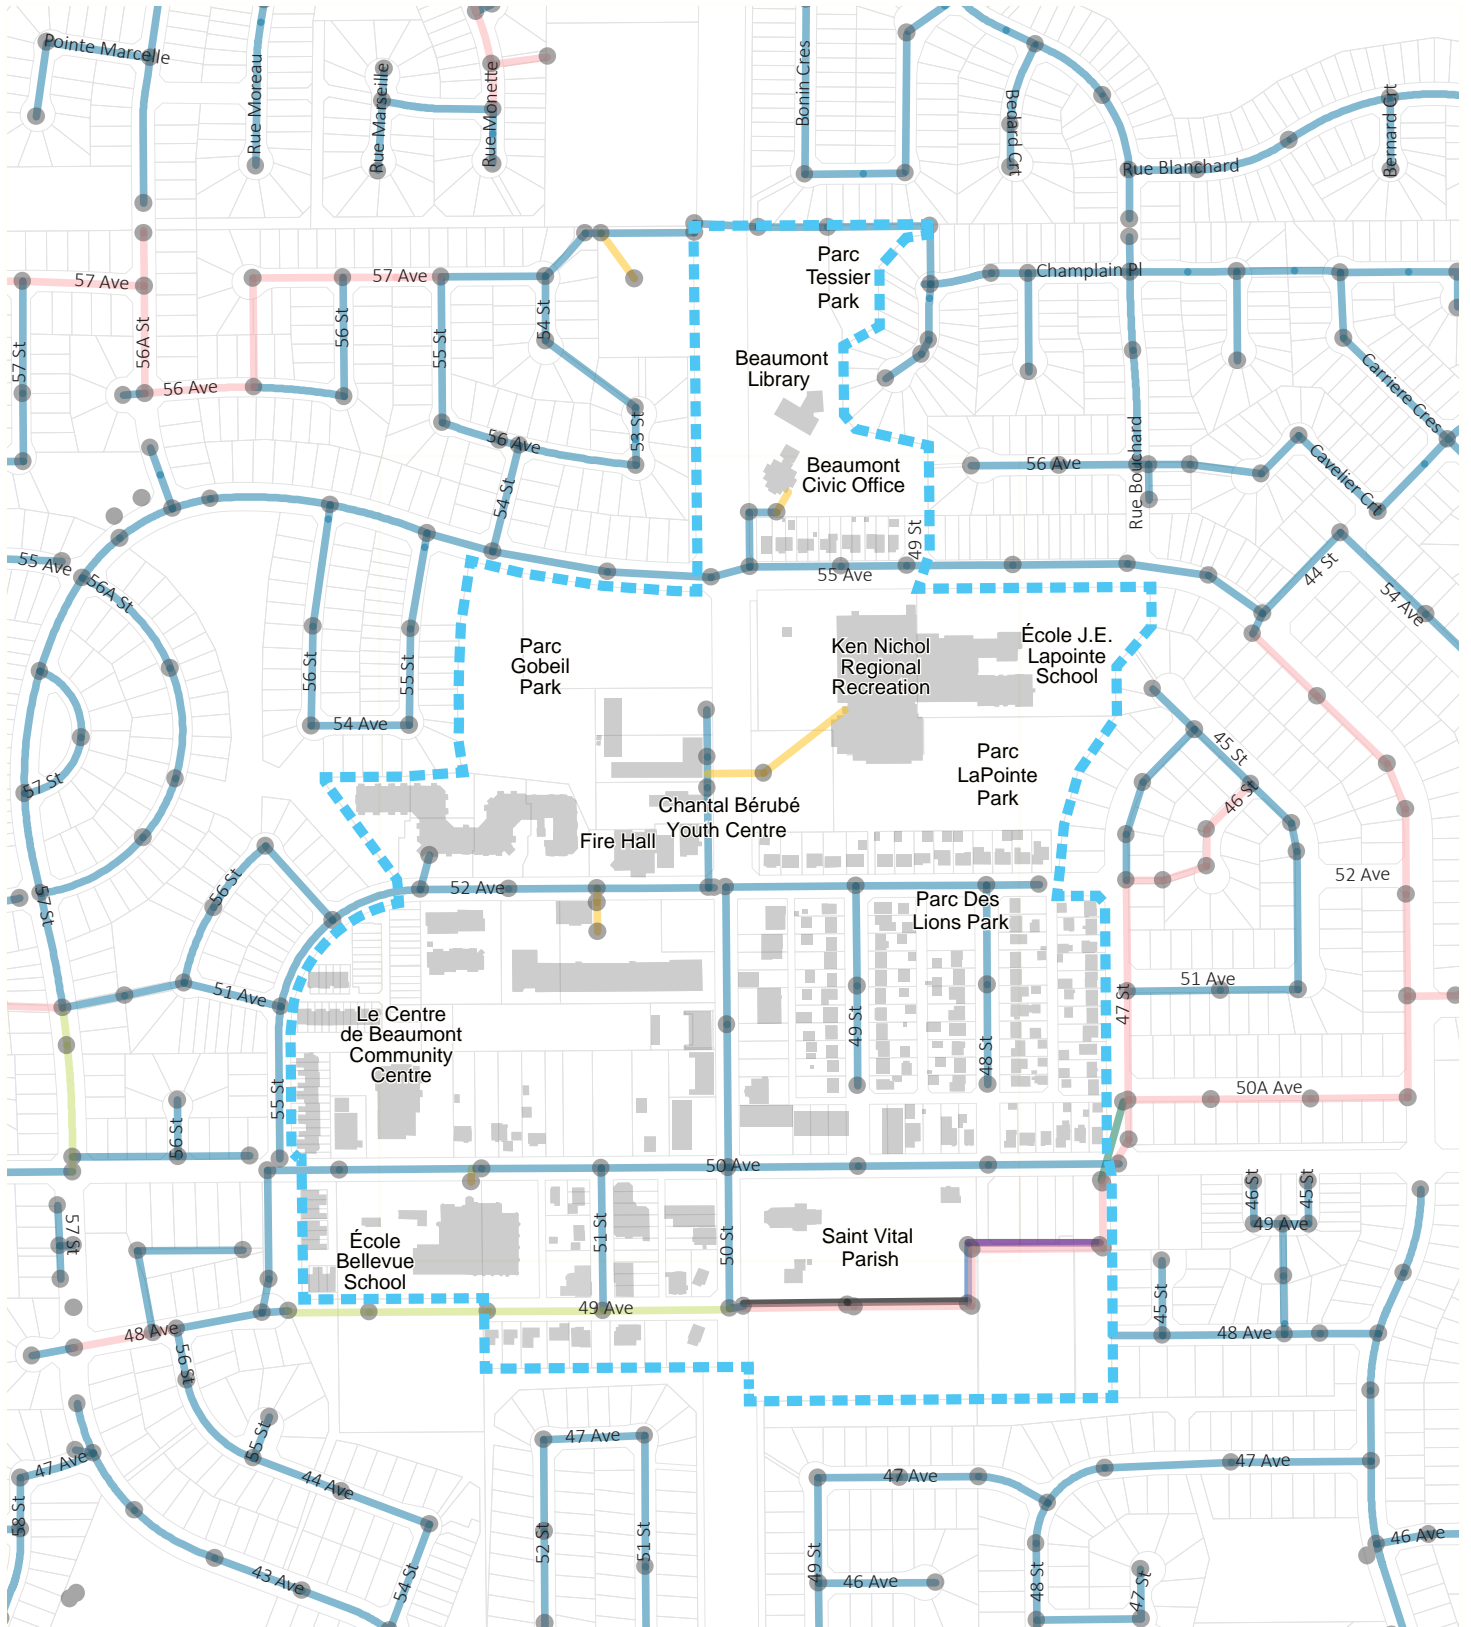 Pointe Marcelle
Rue Moreau
Rue Marseille
Rue Monette
Bonin Cres
Bedard Crt
Rue Blanchard
Bernard Crt
57 Ave
57 Ave
56A St
57 St
56 Ave
56 St
55 St
54 St
53 St
56 Ave
54 St
Parc
Tessier
Park
Champlain Pl
Beaumont
Library
Carriere Cres
Cavelier Crt
Beaumont
Civic Office
56 Ave
Rue Bouchard
49 St
55 Ave
55 Ave
56A St
44 St
54 Ave
Parc
Gobeil
Park
Ken Nichol
Regional
Recreation
École J.E.
Lapointe
School
56 St
55 St
54 Ave
57 St
45 St
46 St
Parc
LaPointe
Park
Chantal Bérubé
Youth Centre
Fire Hall
52 Ave
52 Ave
56 St
57 St
Parc Des
Lions Park
51 Ave
51 Ave
47 St
Le Centre
de Beaumont
Community
Centre
49 St
48 St
55 St
56 St
50A Ave
50 Ave
57 St
46 St
45 St
49 Ave
École
Bellevue
School
51 St
50 St
Saint Vital
Parish
45 St
49 Ave
48 Ave
48 Ave
56 St
55 St
47 Ave
44 Ave
58 St
43 Ave
54 St
47 Ave
52 St
51 St
47 Ave
47 Ave
49 St
46 Ave
48 St
47 St
46 Ave